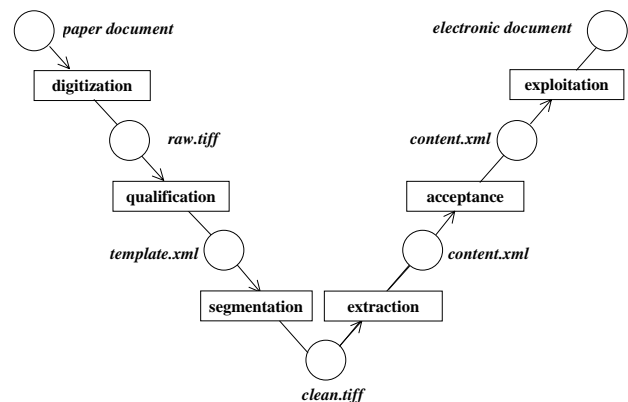 paper document
digitization
raw.tiff
qualification
template.xml
segmentation
clean.tiff
extraction
content.xml
acceptance
content.xml
exploitation
electronic document